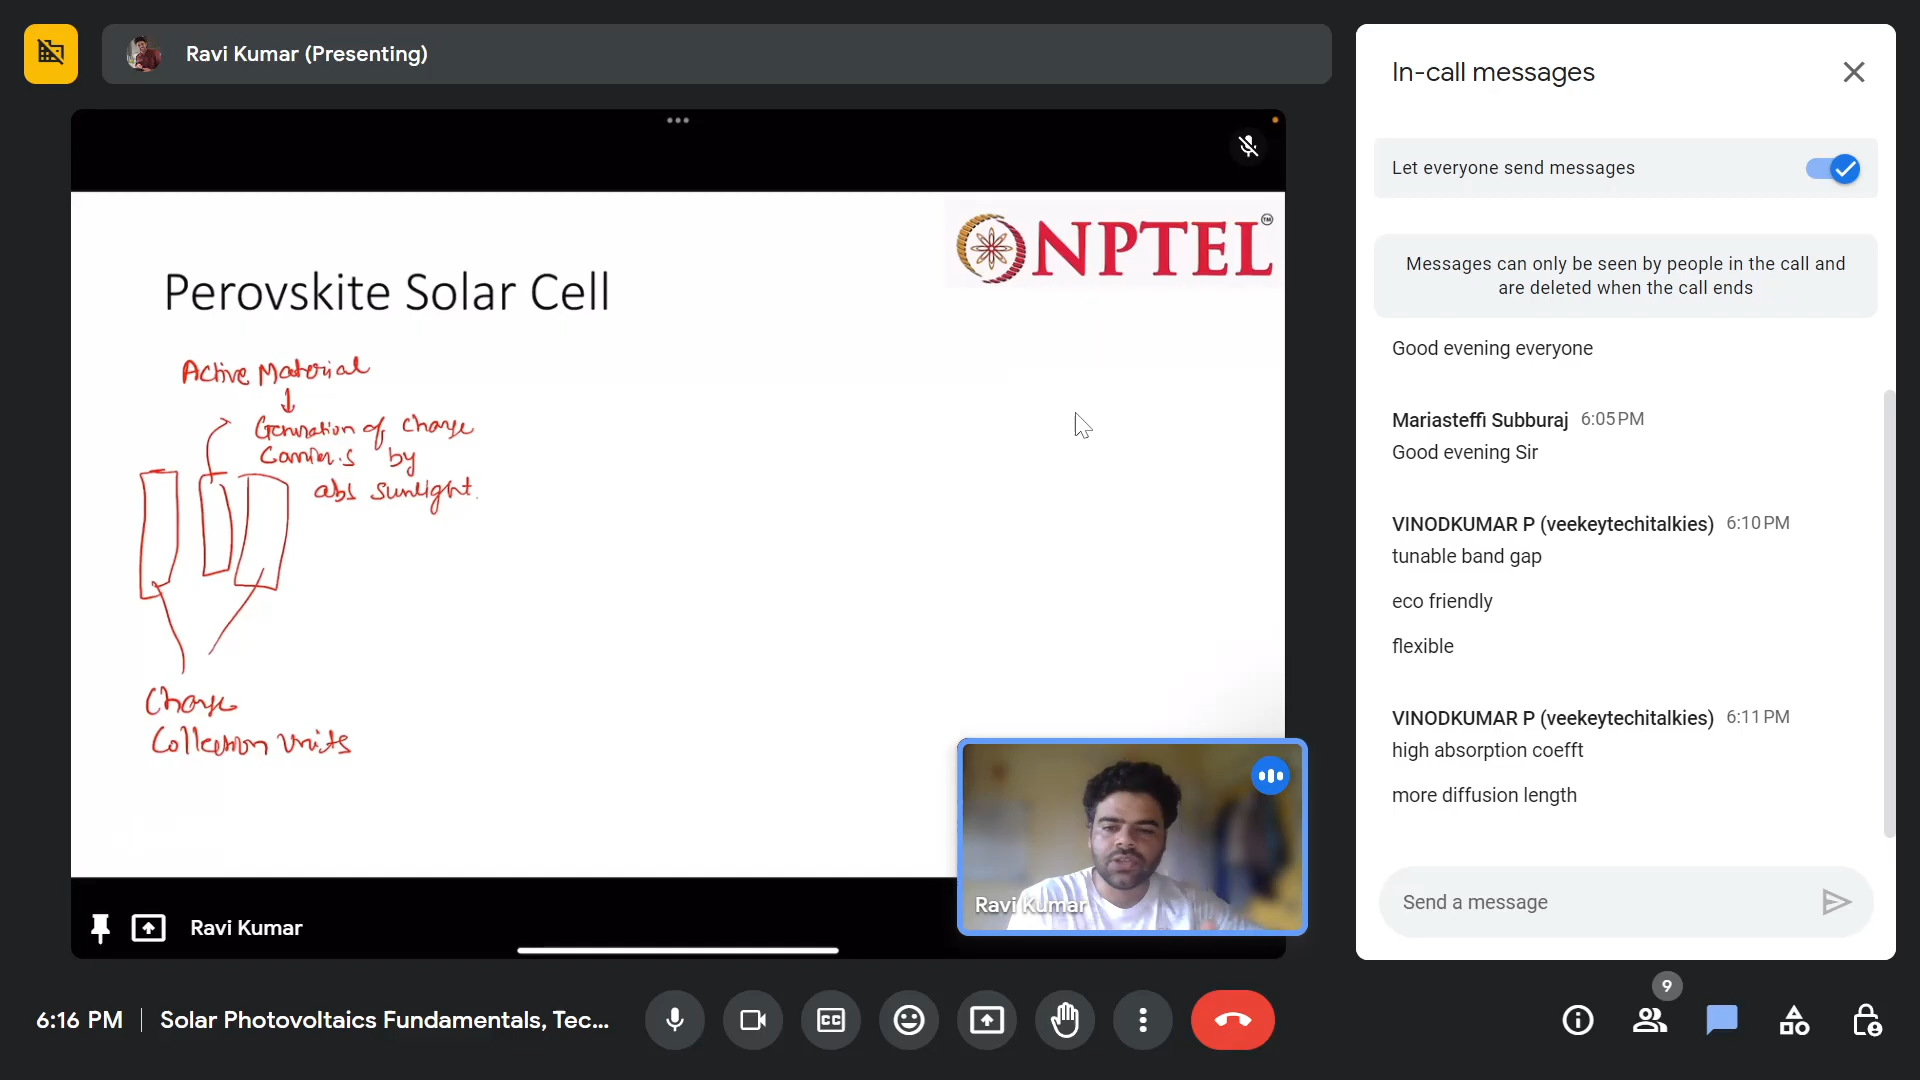 Ravi Kumar (Presenting)
NPTEL
TM
Perovskite Solar Cell
Active Material
Generation of Charge
Carriers by
abs sunlight.
Charge
Collection Units
Ravi Kumar
Ravi Kumar
In-call messages
Let everyone send messages
Messages can only be seen by people in the call and
are deleted when the call ends
Good evening everyone
Mariasteffi Subburaj 6:05 PM
Good evening Sir
VINODKUMAR P (veekeytechitalkies) 6:10 PM
tunable band gap
eco friendly
flexible
VINODKUMAR P (veekeytechitalkies) 6:11 PM
high absorption coefft
more diffusion length
Send a message
6:16 PM | Solar Photovoltaics Fundamentals, Tec...
CC
9